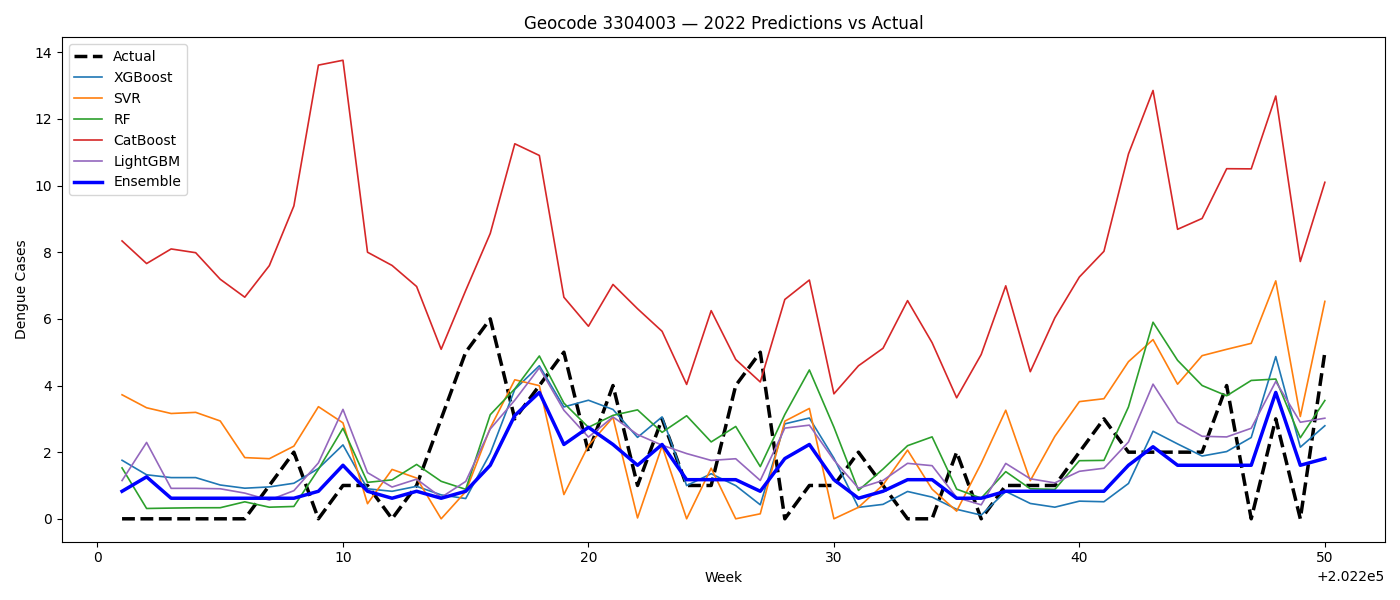 Geocode 3304003 — 2022 Predictions vs Actual
Actual
XGBoost
SVR
RF
CatBoost
LightGBM
Ensemble
Dengue Cases
14
12
10
8
6
4
2
0
0 10 20 30 40 50
Week
+2.022e5